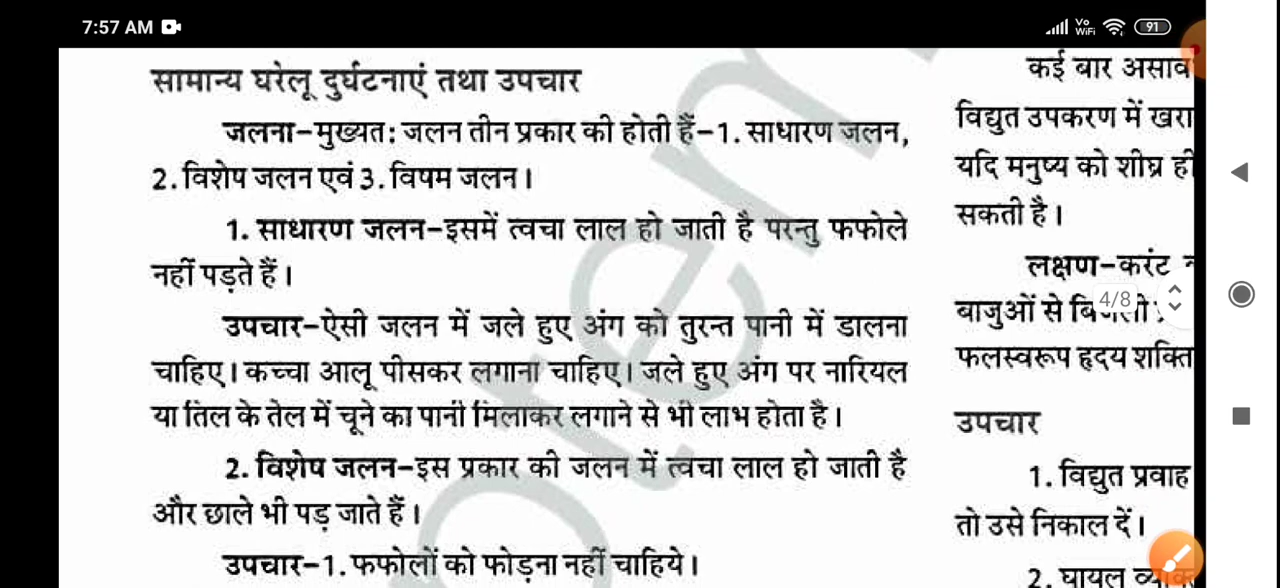 7:57 AM
Vo WiFi
91
सामान्य घरेलू दुर्घटनाएं तथा उपचार
जलना-मुख्यतः जलन तीन प्रकार की होती हैं-1. साधारण जलन,
2. विशेष जलन एवं 3. विषम जलन।
1. साधारण जलन-इसमें त्वचा लाल हो जाती है परन्तु फफोले
नहीं पड़ते हैं।
उपचार-ऐसी जलन में जले हुए अंग को तुरन्त पानी में डालना
चाहिए। कच्चा आलू पीसकर लगाना चाहिए। जले हुए अंग पर नारियल
या तिल के तेल में चूने का पानी मिलाकर लगाने से भी लाभ होता है।
2. विशेष जलन-इस प्रकार की जलन में त्वचा लाल हो जाती है
और छाले भी पड़ जाते हैं।
उपचार-1. फफोलों को फोड़ना नहीं चाहिये।
कई बार
विद्युत उपकरण में
यदि मनुष्य को शीघ्र ही
सकती है।
लक्षण-करंट
बाजुओं से
फलस्वरूप हृदय शक्ति
उपचार
1. विद्युत प्रवाह
तो उसे निकाल दें।
2. घायल
4/8